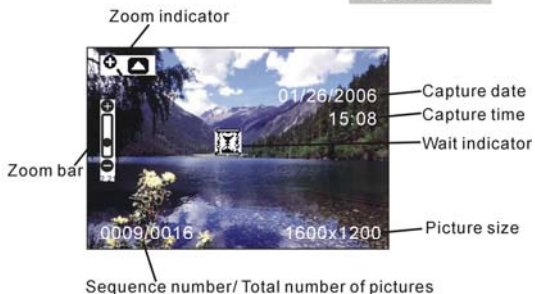 Zoom indicator
01/26/2006
Capture date
15:08
Capture time
Wait indicator
Zoom bar
0009/0016
1600x1200
Picture size
Sequence number/ Total number of pictures